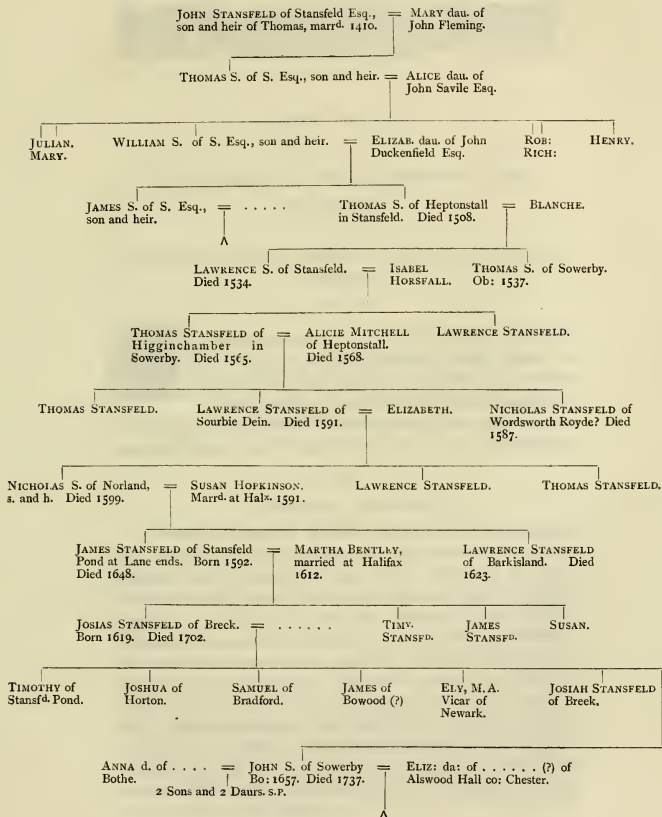 JOHN STANSFELD of Stansfeld Esq., = MARY dau. of
son and heir of Thomas, marrd. 1410. John Fleming.
THOMAS S. of S. Esq., son and heir. = ALICE dau. of
John Savile Esq.
JULIAN. WILLIAM S. of S. Esq., son and heir. = ELIZAB. dau. of John ROB: HENRY.
MARY. Duckenfield Esq. RICH:
JAMES S. of S. Esq., = . . . . . THOMAS S. of Heptonstall = BLANCHE.
son and heir. in Stansfeld. Died 1508.
LAWRENCE S. of Stansfeld. = ISABEL THOMAS S. of Sowerby.
Died 1534. HORSFALL. Ob: 1537.
THOMAS STANSFELD of = ALICIE MITCHELL LAWRENCE STANSFELD.
Higginchamber in of Heptonstall.
Sowerby. Died 1565. Died 1568.
THOMAS STANSFELD. LAWRENCE STANSFELD of = ELIZABETH. NICHOLAS STANSFELD of
Sourbie Dein. Died 1591. Wordsworth Royde? Died
1587.
NICHOLAS S. of Norland, = SUSAN HOPKINSON. LAWRENCE STANSFELD. THOMAS STANSFELD.
s. and h. Died 1599. Marrd. at Halx. 1591.
JAMES STANSFELD of Stansfeld = MARTHA BENTLEY, LAWRENCE STANSFELD
Pond at Lane ends. Born 1592. married at Halifax of Barkisland. Died
Died 1648. 1612. 1623.
JOSIAS STANSFELD of Breck. = . . . . . . TIMY. JAMES SUSAN.
Born 1619. Died 1702. STANSFD. STANSFD.
TIMOTHY of JOSHUA of SAMUEL of JAMES of ELY, M.A. JOSIAH STANSFELD
Stansfd. Pond. Horton. Bradford. Bowood (?) Vicar of of Breek.
Newark.
ANNA d. of . . . . = JOHN S. of Sowerby = ELIZ: da: of . . . . . . (?) of
Bothe. Bo: 1657. Died 1737. Alswood Hall co: Chester.
2 Sons and 2 Daurs. S.P.